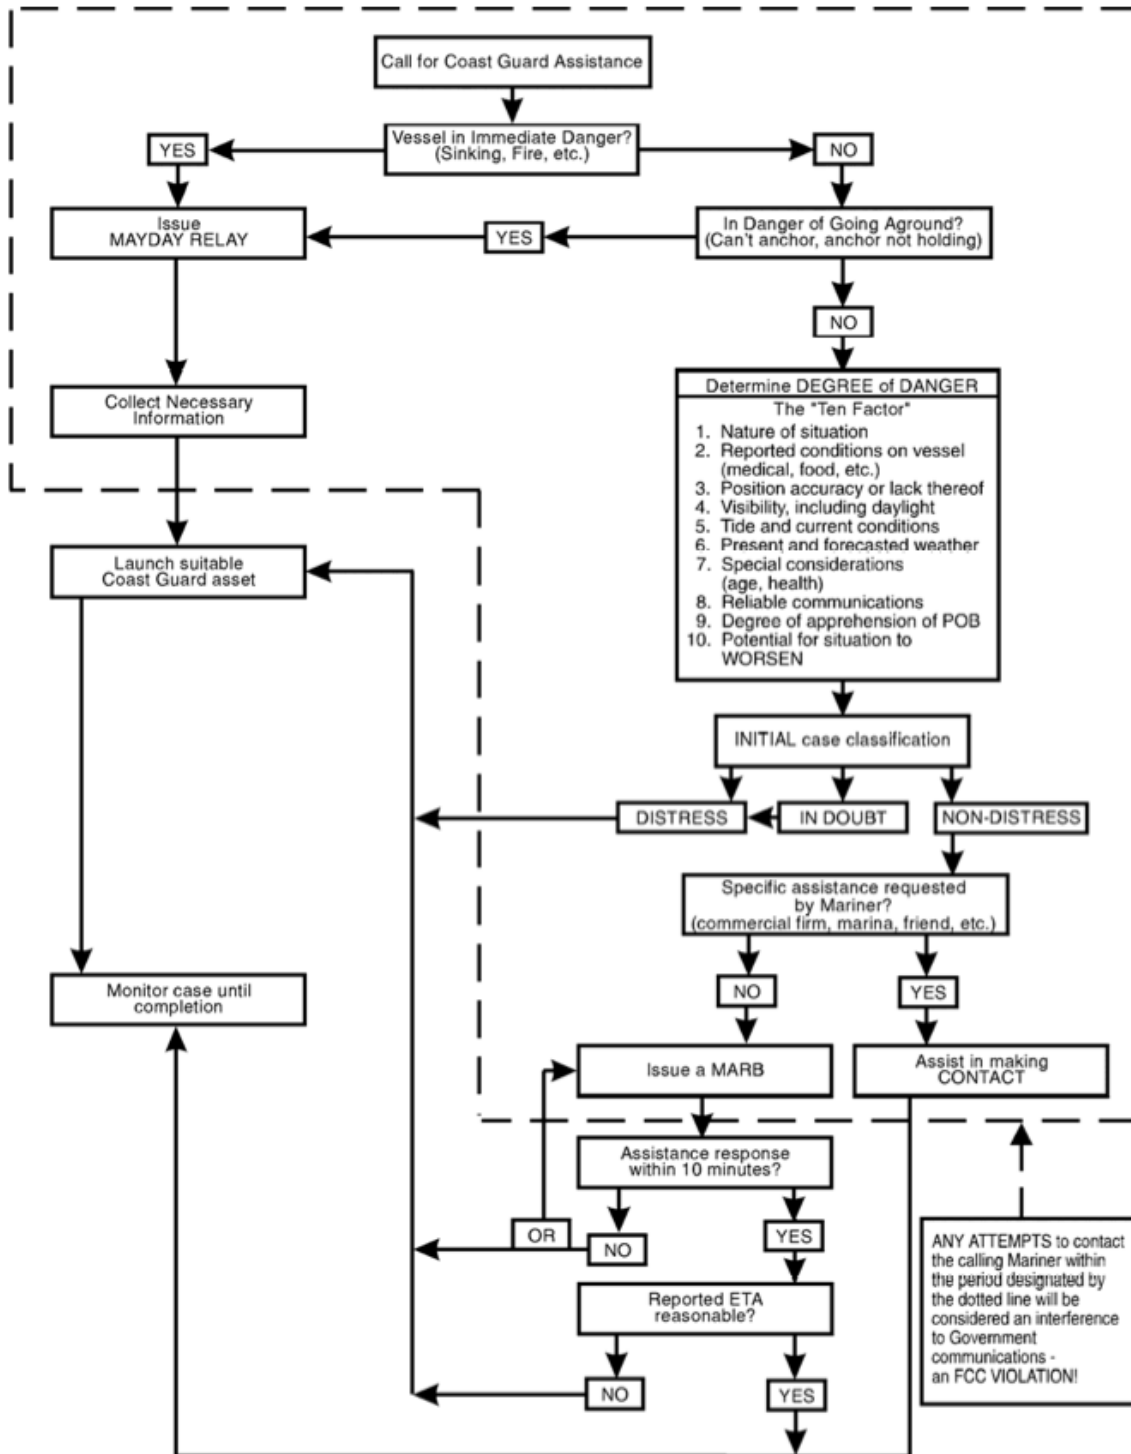 Call for Coast Guard Assistance
Vessel in Immediate Danger?
(Sinking, Fire, etc.)
YES
NO
Issue
MAYDAY RELAY
YES
In Danger of Going Aground?
(Can't anchor, anchor not holding)
NO
Collect Necessary
Information
Determine DEGREE of DANGER
The "Ten Factor"
1. Nature of situation
2. Reported conditions on vessel
(medical, food, etc.)
3. Position accuracy or lack thereof
4. Visibility, including daylight
5. Tide and current conditions
6. Present and forecasted weather
7. Special considerations
(age, health)
8. Reliable communications
9. Degree of apprehension of POB
10. Potential for situation to
WORSEN
Launch suitable
Coast Guard asset
INITIAL case classification
DISTRESS
IN DOUBT
NON-DISTRESS
Specific assistance requested
by Mariner?
(commercial firm, marina, friend, etc.)
NO
YES
Monitor case until
completion
Issue a MARB
Assist in making
CONTACT
Assistance response
within 10 minutes?
OR
NO
YES
Reported ETA
reasonable?
NO
YES
ANY ATTEMPTS to contact
the calling Mariner within
the period designated by
the dotted line will be
considered an interference
to Government
communications -
an FCC VIOLATION!